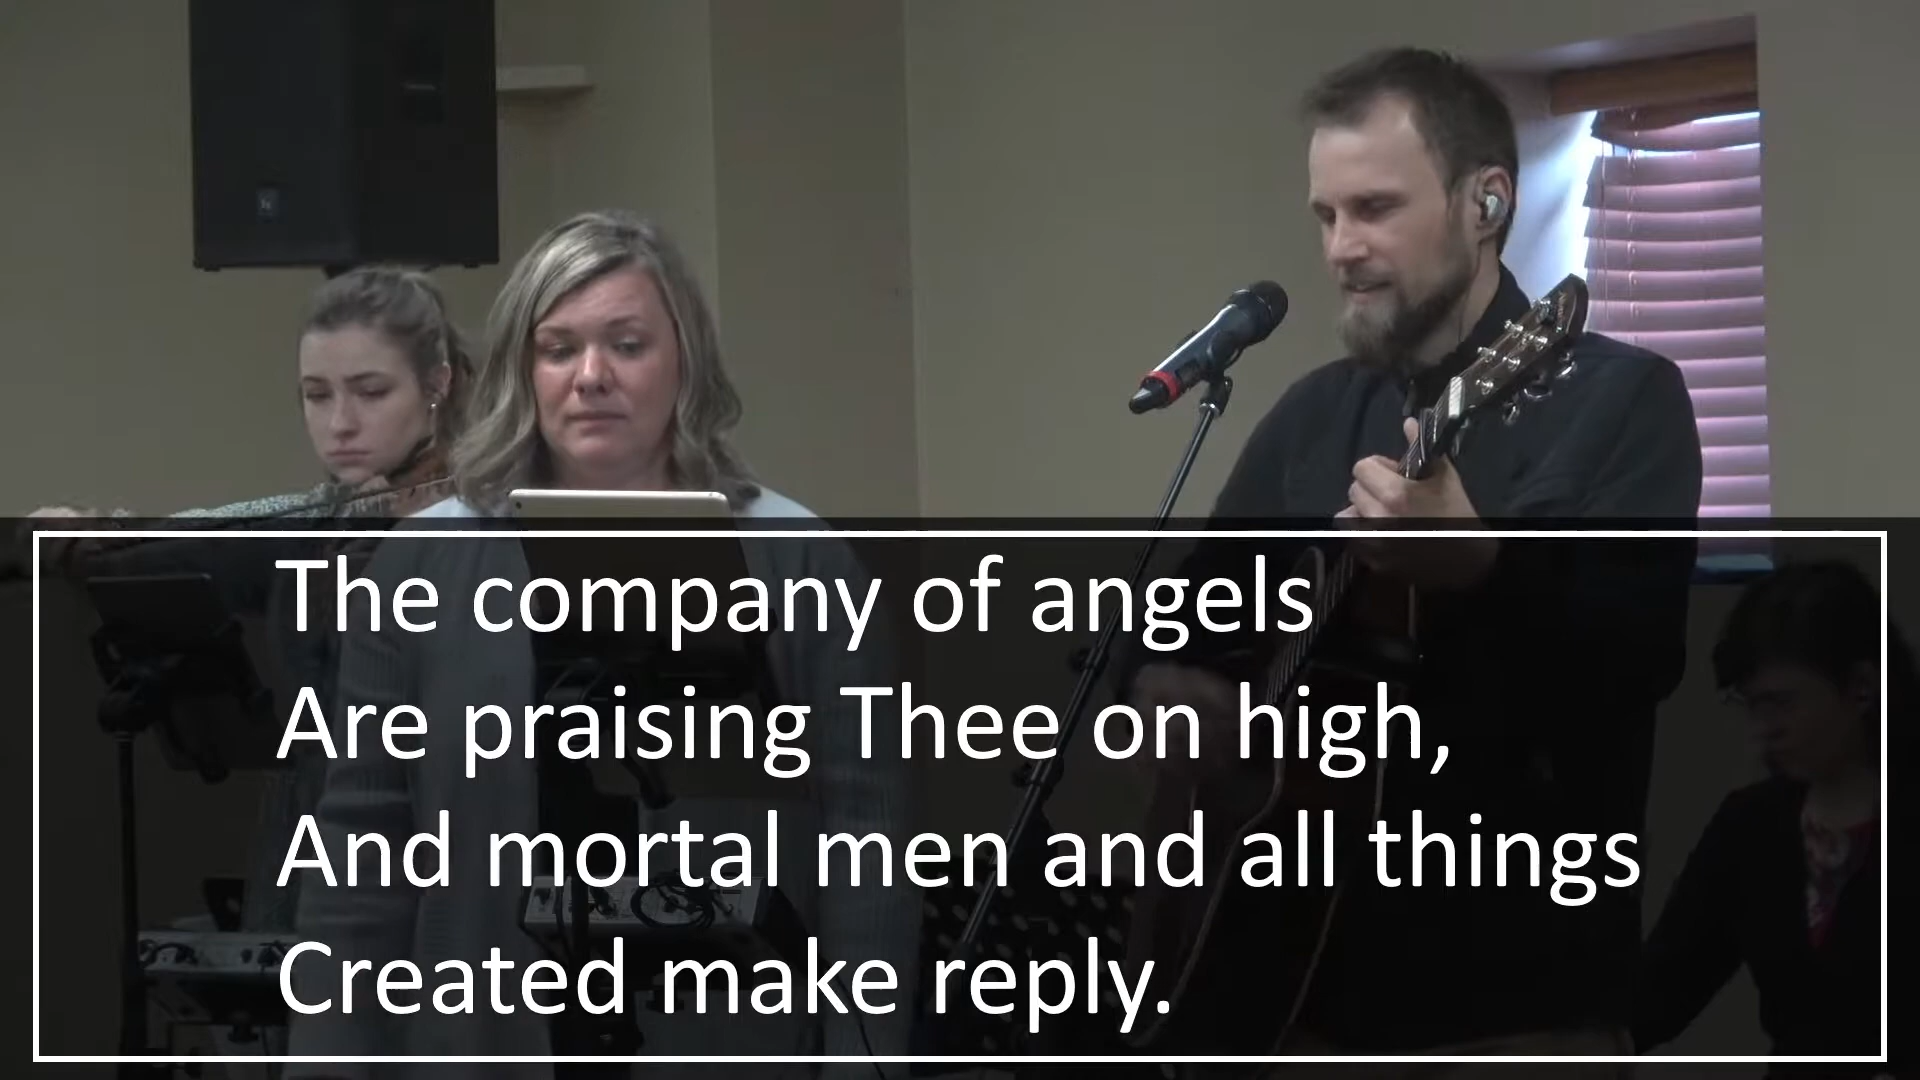 The company of angels
Are praising Thee on high,
And mortal men and all things
Created make reply.